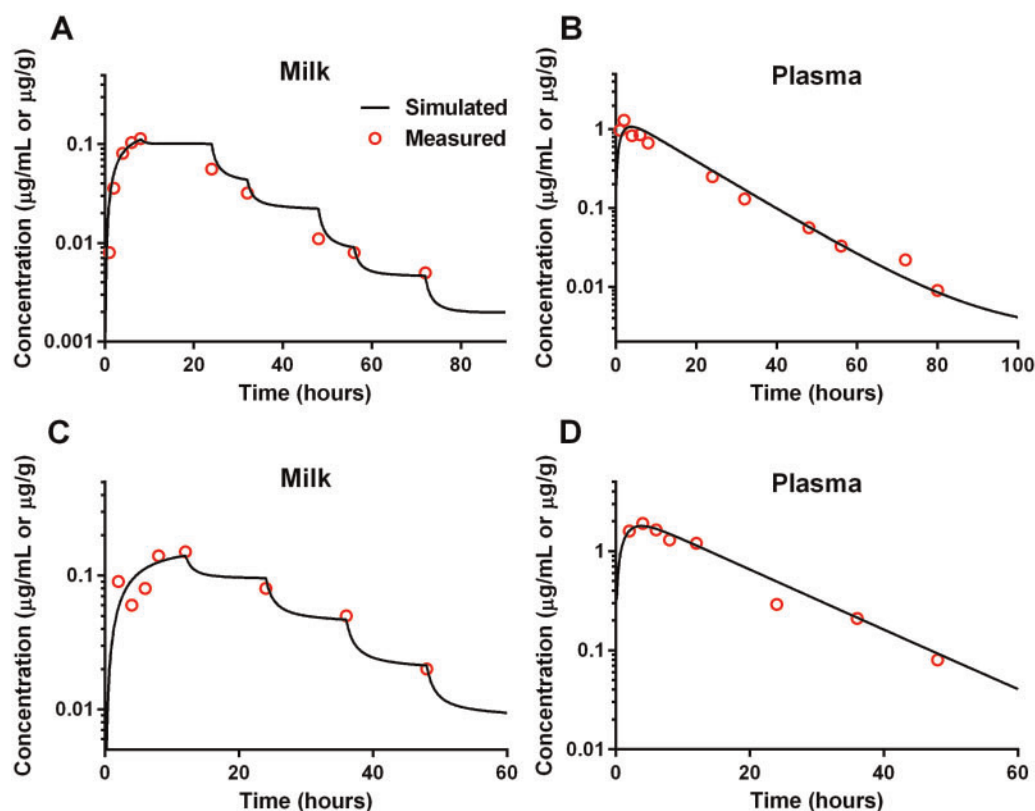 A
Milk
Concentration (μg/mL or μg/g)
0.1
0.01
0.001
0 20 40 60 80
Time (hours)
Simulated
Measured
B
Plasma
Concentration (μg/mL or μg/g)
1
0.1
0.01
0 20 40 60 80 100
Time (hours)
C
Milk
Concentration (μg/mL or μg/g)
0.1
0.01
0 20 40 60
Time (hours)
D
Plasma
Concentration (μg/mL or μg/g)
1
0.1
0.01
0 20 40 60
Time (hours)